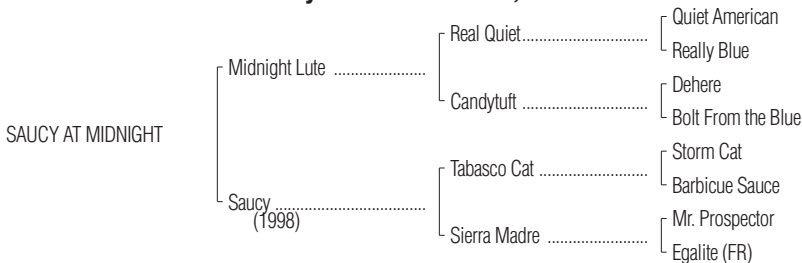 Quiet American
Real Quiet..............................
Really Blue
Midnight Lute ......................
Dehere
Candytuft ..............................
Bolt From the Blue
SAUCY AT MIDNIGHT
Storm Cat
Tabasco Cat ..........................
Barbicue Sauce
Saucy ....................................
(1998)
Mr. Prospector
Sierra Madre ........................
Egalite (FR)